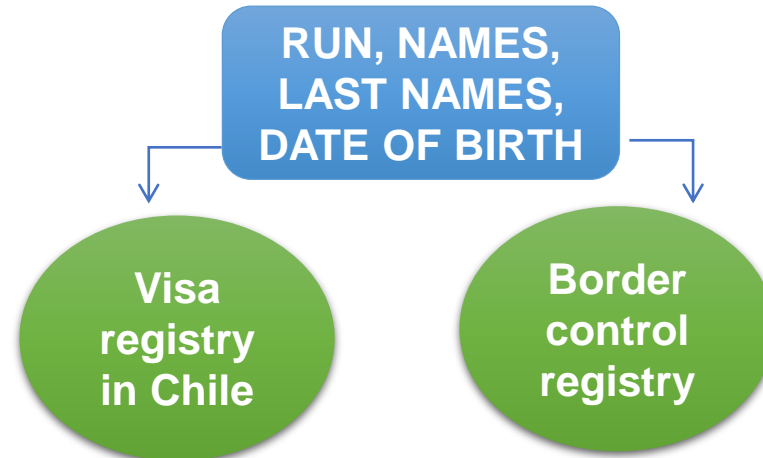 RUN, NAMES,
LAST NAMES,
DATE OF BIRTH
Visa
registry
in Chile
Border
control
registry